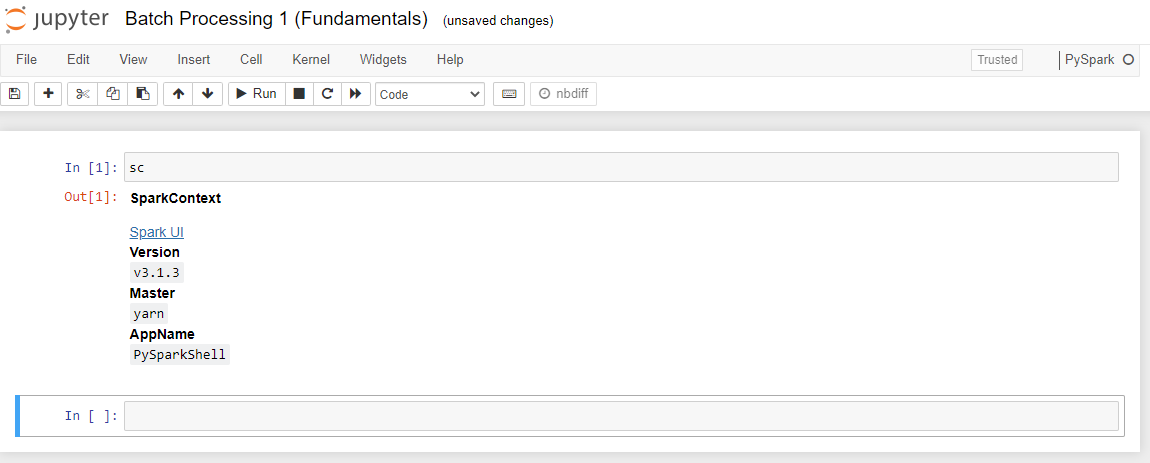 jupyter Batch Processing 1 (Fundamentals) (unsaved changes)
File Edit View Insert Cell Kernel Widgets Help Trusted PySpark
Run Code nbdiff
In [1]: sc
Out[1]: SparkContext
Spark UI
Version
v3.1.3
Master
yarn
AppName
PySparkShell
In [ ]: